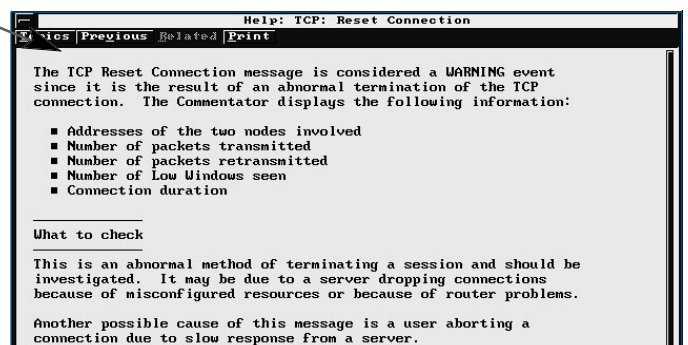 Help: TCP: Reset Connection
Topics Previous Related Print
The TCP Reset Connection message is considered a WARNING event
since it is the result of an abnormal termination of the TCP
connection. The Commentator displays the following information:
■ Addresses of the two nodes involved
■ Number of packets transmitted
■ Number of packets retransmitted
■ Number of Low Windows seen
■ Connection duration
What to check
This is an abnormal method of terminating a session and should be
investigated. It may be due to a server dropping connections
because of misconfigured resources or because of router problems.
Another possible cause of this message is a user aborting a
connection due to slow response from a server.